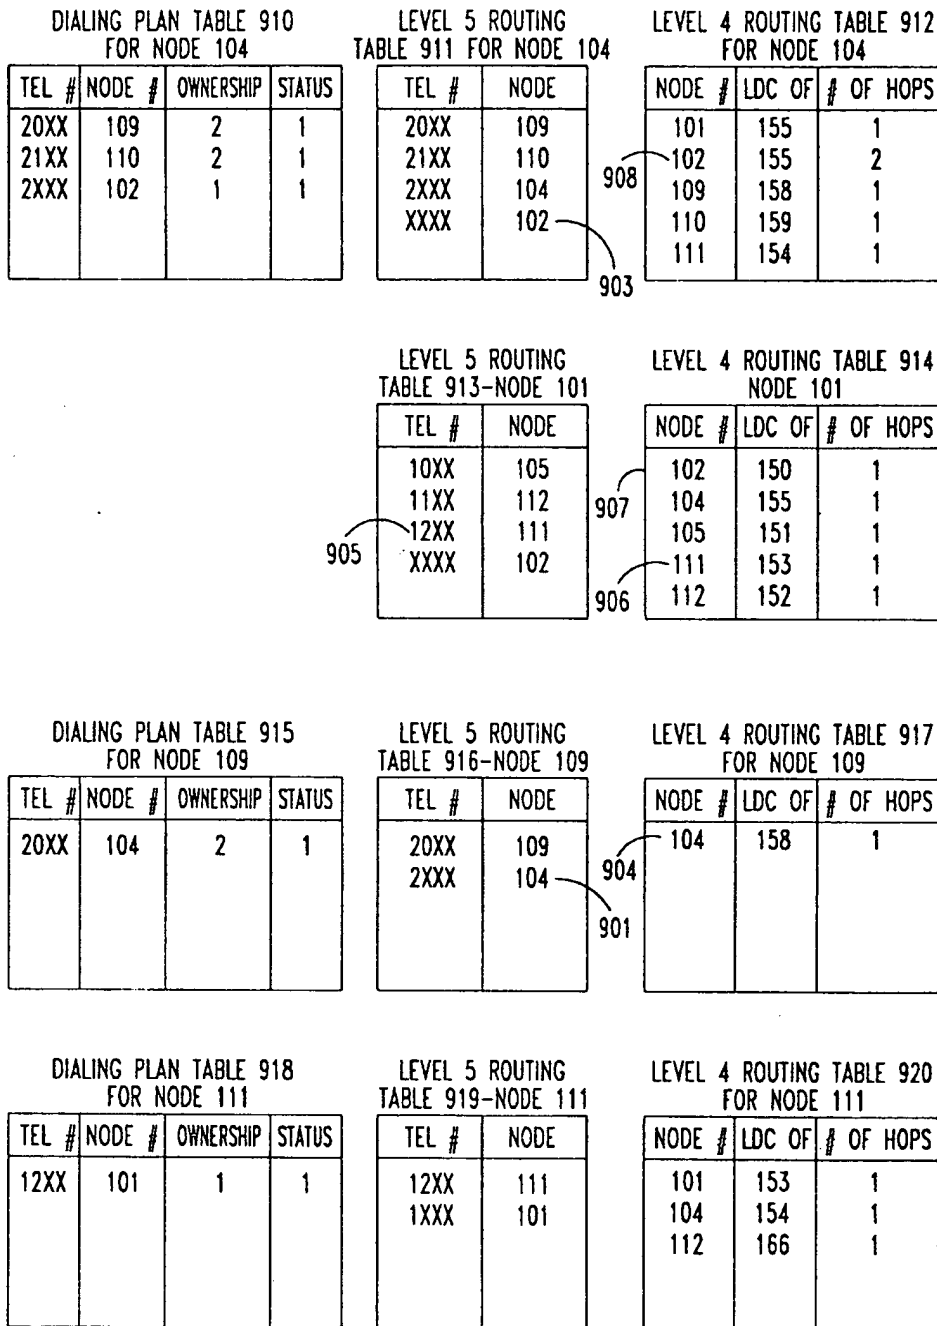 DIALING PLAN TABLE 910
FOR NODE 104
TEL # NODE # OWNERSHIP STATUS
20XX 109 2 1
21XX 110 2 1
2XXX 102 1 1
LEVEL 5 ROUTING
TABLE 911 FOR NODE 104
TEL # NODE
20XX 109
21XX 110
2XXX 104
XXXX 102
903
LEVEL 4 ROUTING TABLE 912
FOR NODE 104
NODE # LDC OF # OF HOPS
101 155 1
908
102 155 2
109 158 1
110 159 1
111 154 1
LEVEL 5 ROUTING
TABLE 913-NODE 101
TEL # NODE
10XX 105
11XX 112
905
12XX 111
XXXX 102
LEVEL 4 ROUTING TABLE 914
NODE 101
NODE # LDC OF # OF HOPS
907
102 150 1
104 155 1
105 151 1
906
111 153 1
112 152 1
DIALING PLAN TABLE 915
FOR NODE 109
TEL # NODE # OWNERSHIP STATUS
20XX 104 2 1
LEVEL 5 ROUTING
TABLE 916-NODE 109
TEL # NODE
20XX 109
2XXX 104
901
LEVEL 4 ROUTING TABLE 917
FOR NODE 109
NODE # LDC OF # OF HOPS
904
104 158 1
DIALING PLAN TABLE 918
FOR NODE 111
TEL # NODE # OWNERSHIP STATUS
12XX 101 1 1
LEVEL 5 ROUTING
TABLE 919-NODE 111
TEL # NODE
12XX 111
1XXX 101
LEVEL 4 ROUTING TABLE 920
FOR NODE 111
NODE # LDC OF # OF HOPS
101 153 1
104 154 1
112 166 1